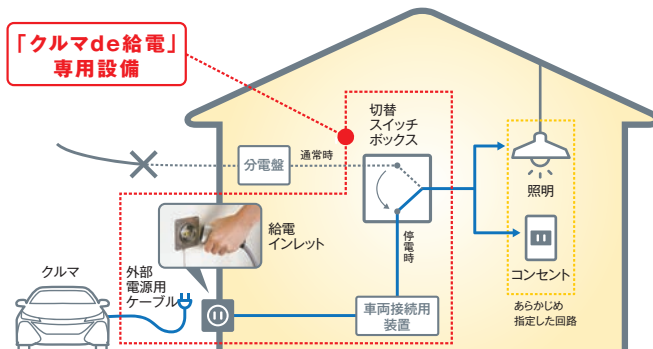 「クルマde給電」
専用設備
切替
スイッチ
ボックス
分電盤
通常時
照明
給電
インレット
停電時
コンセント
クルマ
外部
電源用
ケーブル
車両接続用
装置
あらかじめ
指定した回路